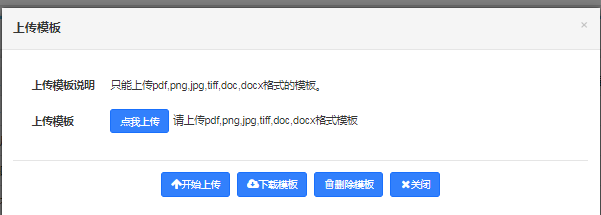 上传模板 ×
上传模板说明 只能上传pdf,png,jpg,tiff,doc,docx格式的模板。
上传模板 点我上传 请上传pdf,png,jpg,tiff,doc,docx格式模板
开始上传 下载模板 删除模板 关闭